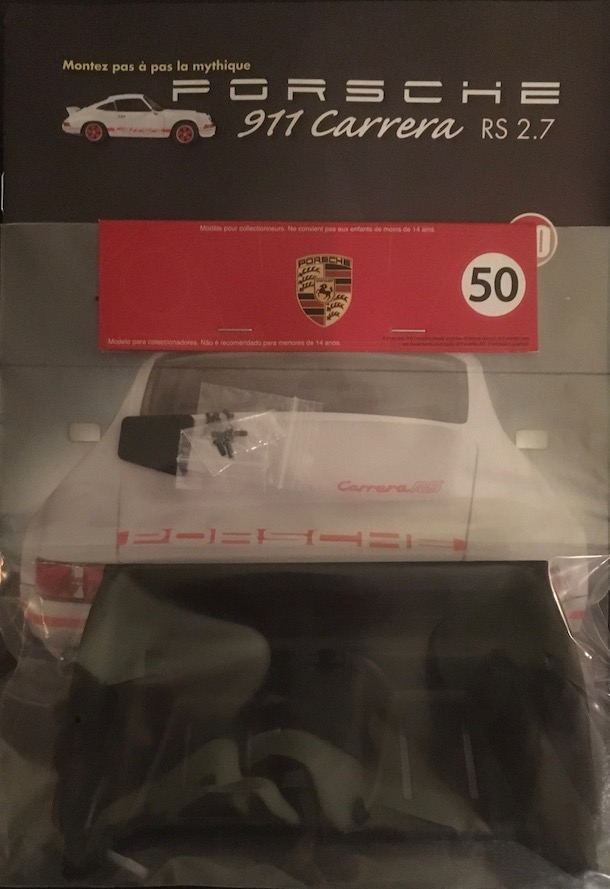 Montez pas à pas la mythique
PORSCHE
911 Carrera RS 2.7
Modèle pour collectionneurs. Ne convient pas aux enfants de moins de 14 ans.
PORSCHE
50
Modelo para colecionadores. Não é recomendado para menores de 14 anos.
Carrera RS
PORSCHE